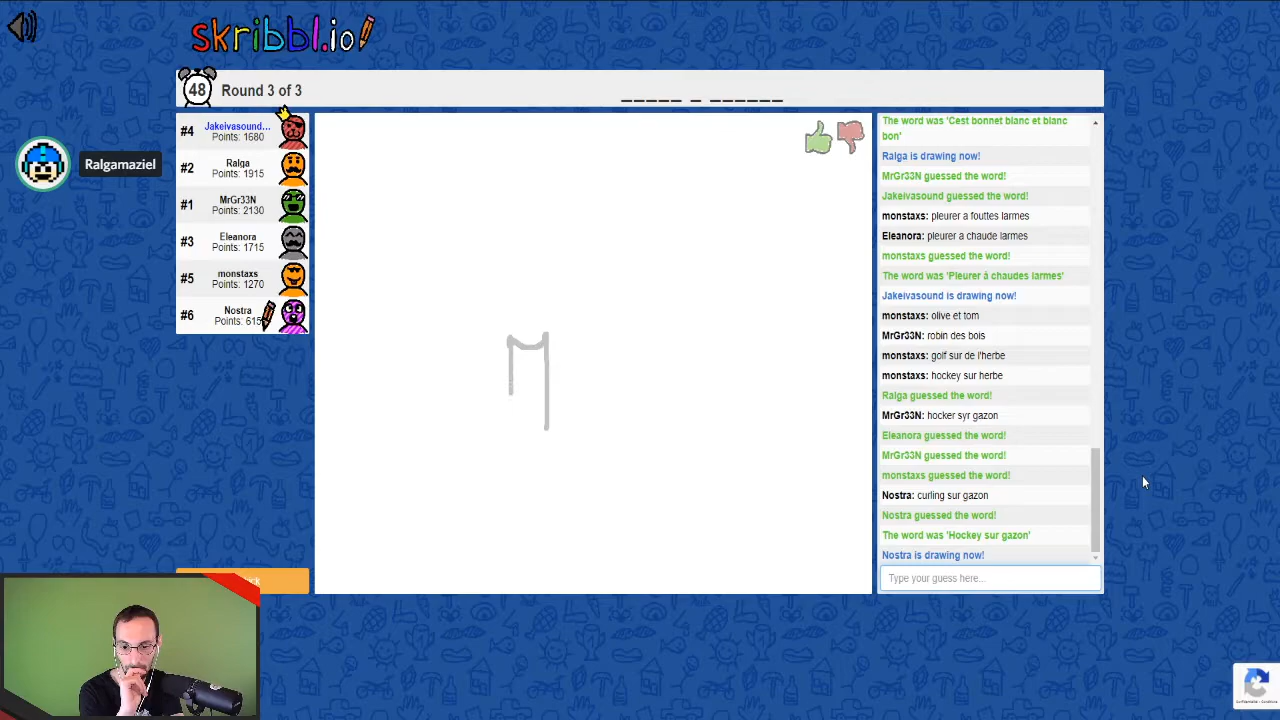 skribbl.io
48
Round 3 of 3
_____ _ ______
#4
Jakeivasound...
Points: 1680
#2
Ralga
Points: 1915
#1
MrGr33N
Points: 2130
#3
Eleanora
Points: 1715
#5
monstaxs
Points: 1270
#6
Nostra
Points: 615
Ralgamaziel
The word was 'Cest bonnet blanc et blanc
bon'
Ralga is drawing now!
MrGr33N guessed the word!
Jakeivasound guessed the word!
monstaxs: pleurer a fouttes larmes
Eleanora: pleurer a chaude larmes
monstaxs guessed the word!
The word was 'Pleurer à chaudes larmes'
Jakeivasound is drawing now!
monstaxs: olive et tom
MrGr33N: robin des bois
monstaxs: golf sur de l'herbe
monstaxs: hockey sur herbe
Ralga guessed the word!
MrGr33N: hocker syr gazon
Eleanora guessed the word!
MrGr33N guessed the word!
monstaxs guessed the word!
Nostra: curling sur gazon
Nostra guessed the word!
The word was 'Hockey sur gazon'
Nostra is drawing now!
Type your guess here...